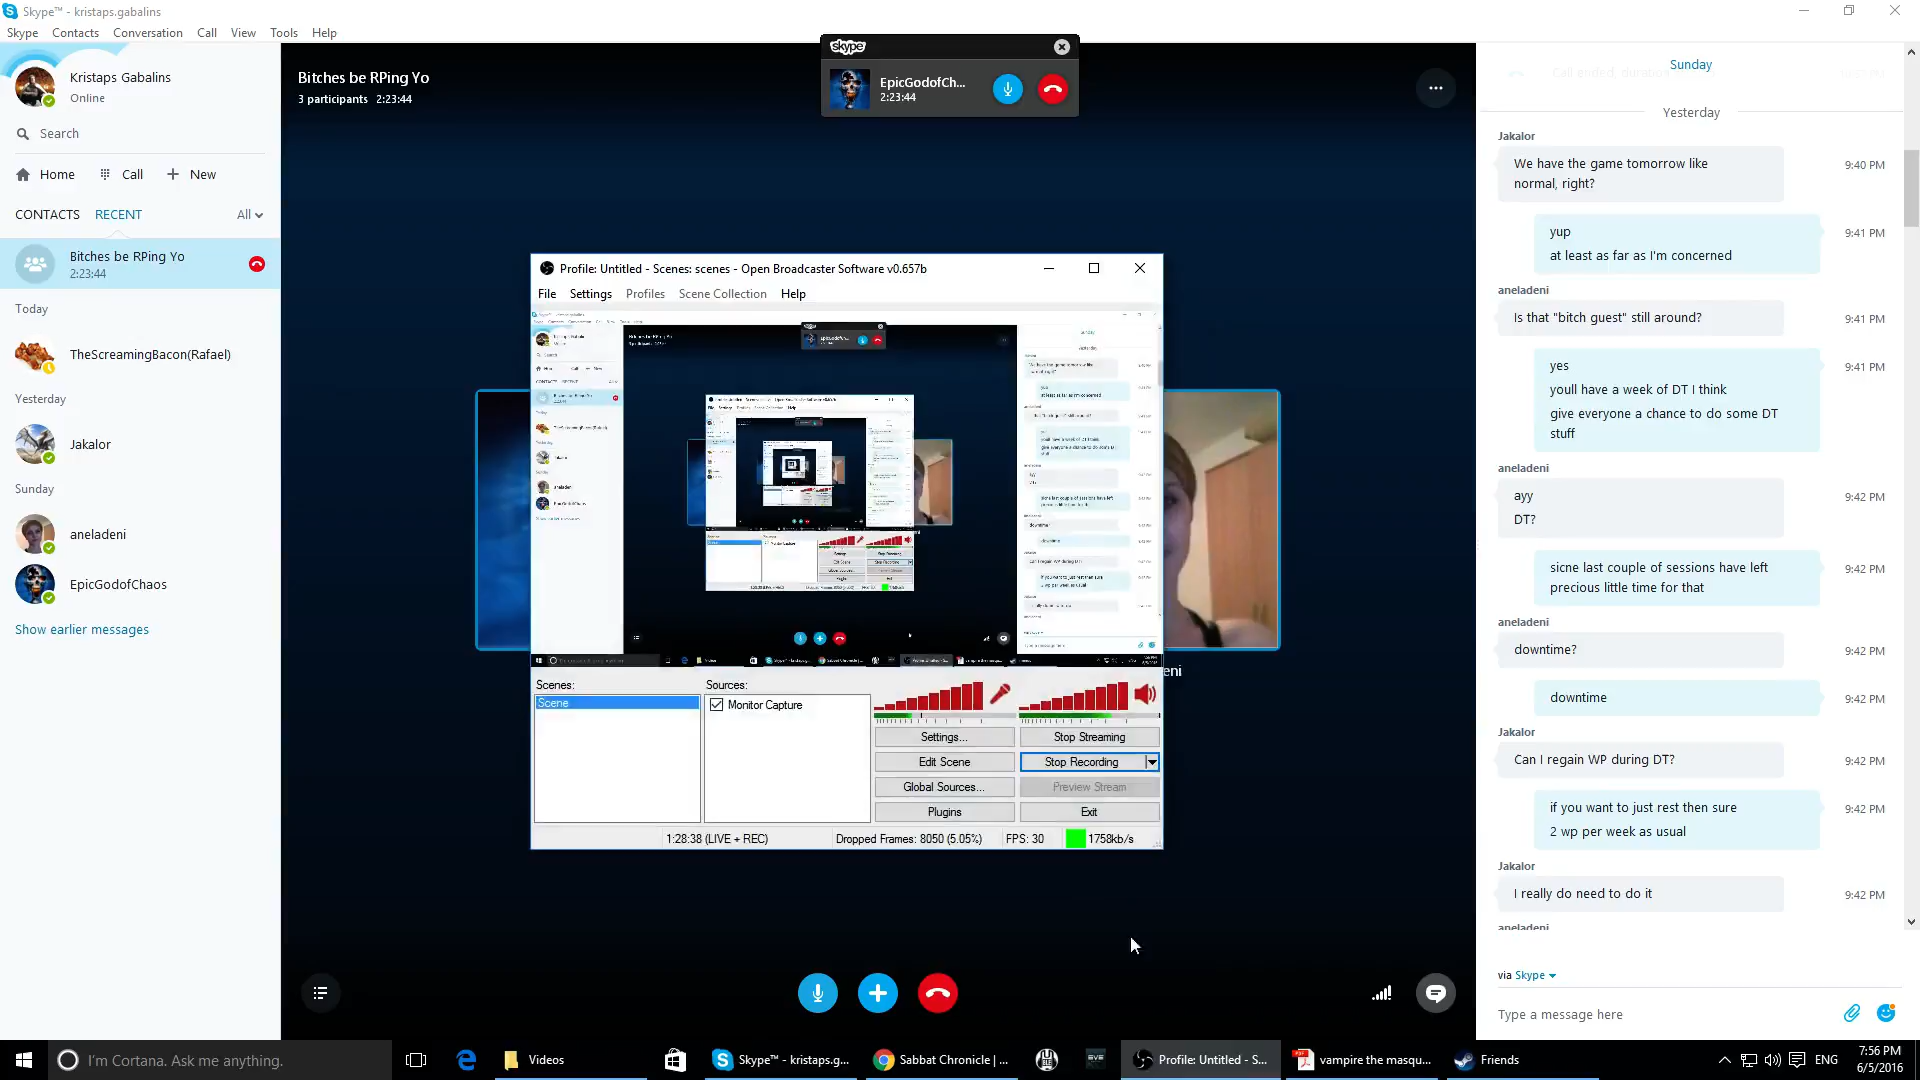 Skype™ - kristaps.gabalins
Skype Contacts Conversation Call View Tools Help
Kristaps Gabalins
Online
Search
Home Call New
CONTACTS RECENT All
Bitches be RPing Yo
2:23:44
Today
TheScreamingBacon(Rafael)
Yesterday
Jakalor
Sunday
aneladeni
EpicGodofChaos
Show earlier messages
Bitches be RPing Yo
3 participants 2:23:44
skype
EpicGodofCh...
2:23:44
Profile: Untitled - Scenes: scenes - Open Broadcaster Software v0.657b
File Settings Profiles Scene Collection Help
Scenes:
Scene
Sources:
Monitor Capture
Settings... Stop Streaming
Edit Scene Stop Recording
Global Sources... Preview Stream
Plugins Exit
1:28:38 (LIVE + REC) Dropped Frames: 8050 (5.05%) FPS: 30 1758kb/s
eni
Sunday
Yesterday
Jakalor
We have the game tomorrow like 9:40 PM
normal, right?
yup 9:41 PM
at least as far as I'm concerned
aneladeni
Is that "bitch guest" still around? 9:41 PM
yes 9:41 PM
youll have a week of DT I think
give everyone a chance to do some DT
stuff
aneladeni
ayy 9:42 PM
DT?
sicne last couple of sessions have left 9:42 PM
precious little time for that
aneladeni
downtime? 9:42 PM
downtime 9:42 PM
Jakalor
Can I regain WP during DT? 9:42 PM
if you want to just rest then sure 9:42 PM
2 wp per week as usual
Jakalor
I really do need to do it 9:42 PM
aneladeni
via Skype
Type a message here
I'm Cortana. Ask me anything.
Videos
Skype™ - kristaps.g...
Sabbat Chronicle | ...
EVE
Profile: Untitled - S...
vampire the masqu...
Friends
ENG
7:56 PM
6/5/2016